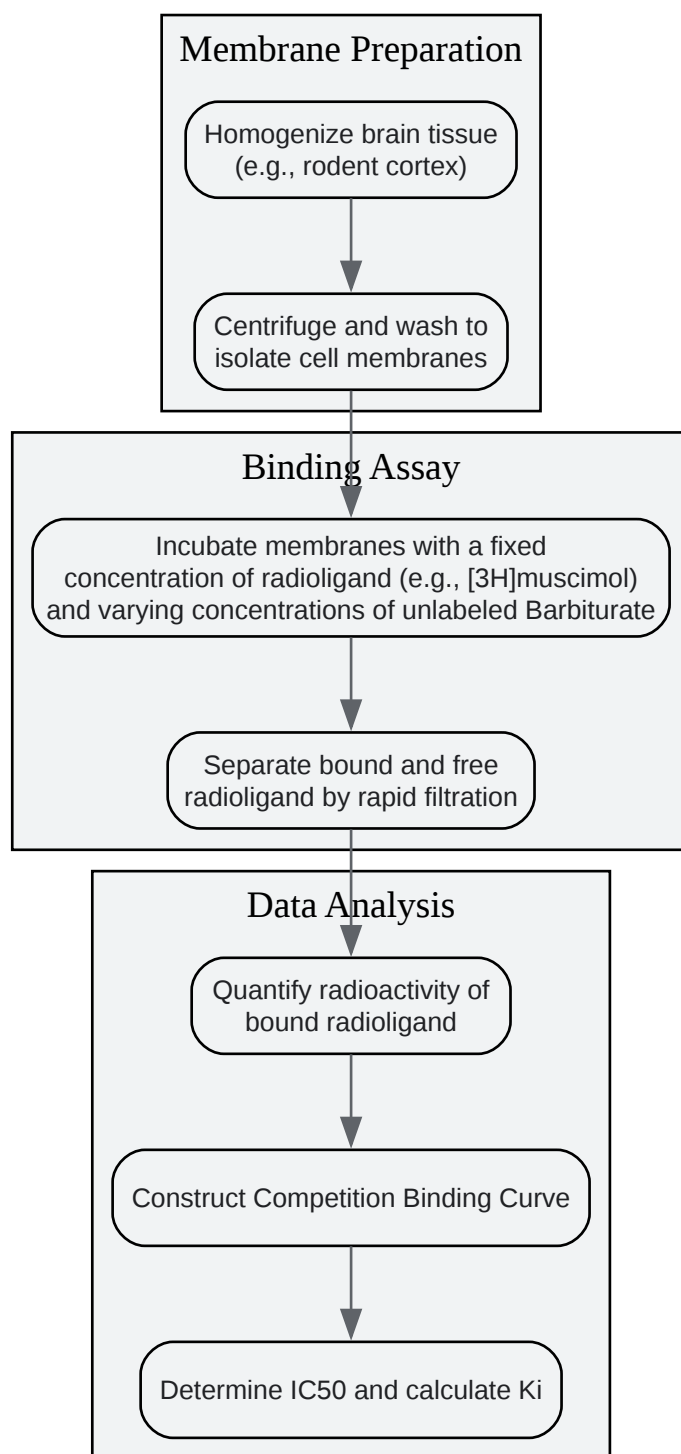 Membrane Preparation
Homogenize brain tissue
(e.g., rodent cortex)
Centrifuge and wash to
isolate cell membranes
Binding Assay
Incubate membranes with a fixed
concentration of radioligand (e.g., [3H]muscimol)
and varying concentrations of unlabeled Barbiturate
Separate bound and free
radioligand by rapid filtration
Data Analysis
Quantify radioactivity of
bound radioligand
Construct Competition Binding Curve
Determine IC50 and calculate Ki